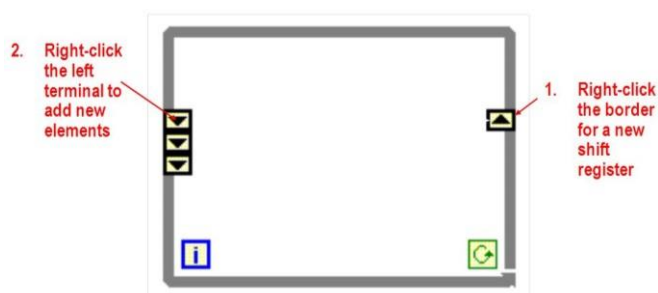 2. Right-click
the left
terminal to
add new
elements
1. Right-click
the border
for a new
shift
register
i